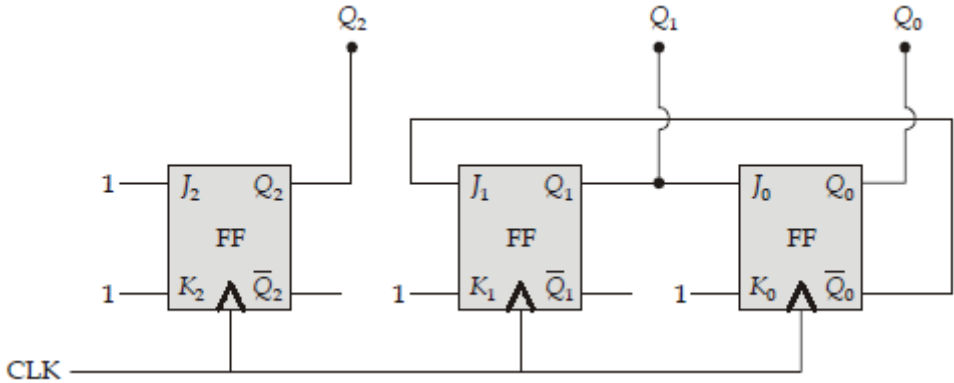 Q₂ Q₁ Q₀
1 J₂ Q₂ J₁ Q₁ J₀ Q₀
FF FF FF
1 K₂ Q̅₂ 1 K₁ Q̅₁ 1 K₀ Q̅₀
CLK